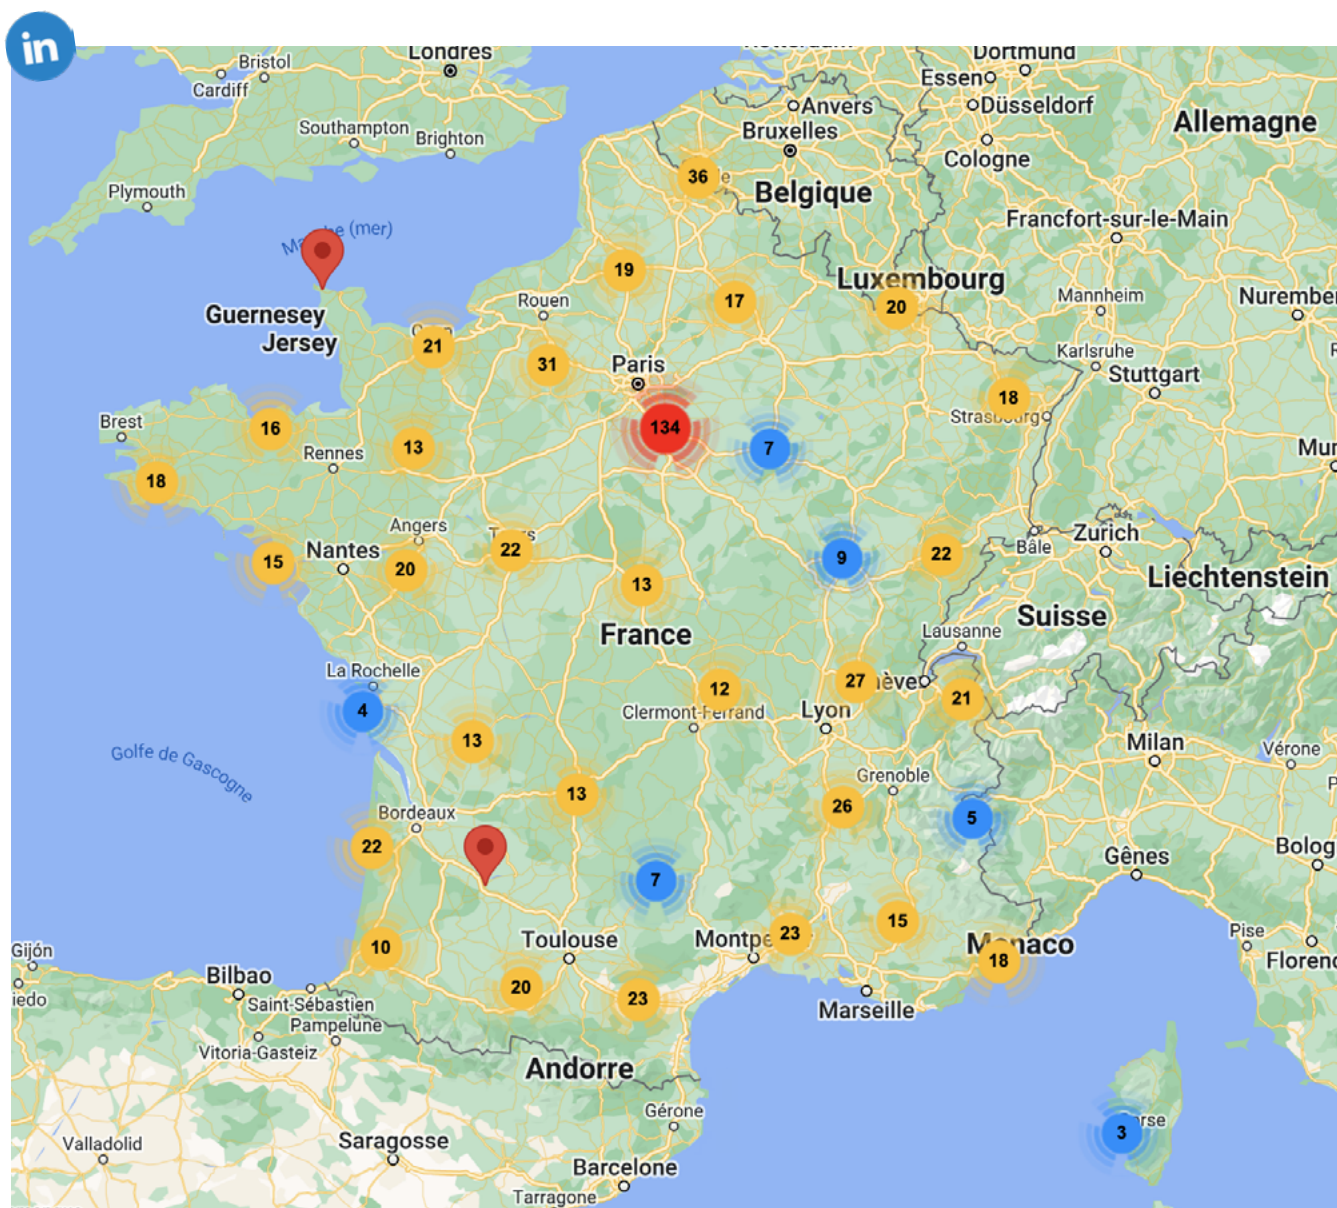 in
Londres
Dortmund
Bristol
Essen
Cardiff
Anvers
Düsseldorf
Southampton
Bruxelles
Allemagne
Brighton
Cologne
36
Plymouth
Belgique
Francfort-sur-le-Main
(mer)
19
Luxembourg
Mannheim
17
Rouen
20
Guernesey
Jersey
21
Karlsruhe
31
Paris
Stuttgart
18
Strasbourg
Brest
16
134
13
7
Rennes
18
Angers
Zurich
22
Bâle
Nantes
15
20
9
22
13
Liechtenstein
Suisse
France
Lausanne
La Rochelle
27
12
21
4
Clermont-Ferrand
Lyon
13
Milan
Vérone
Golfe de Gascogne
Grenoble
13
26
5
Bordeaux
22
Gênes
7
15
Pise
Toulouse
23
Monaco
10
18
Gijón
Bilbao
20
23
Saint-Sébastien
Marseille
Pampelune
Vitoria-Gasteiz
Andorre
Gérone
3
Valladolid
Saragosse
Barcelone
Tarragone